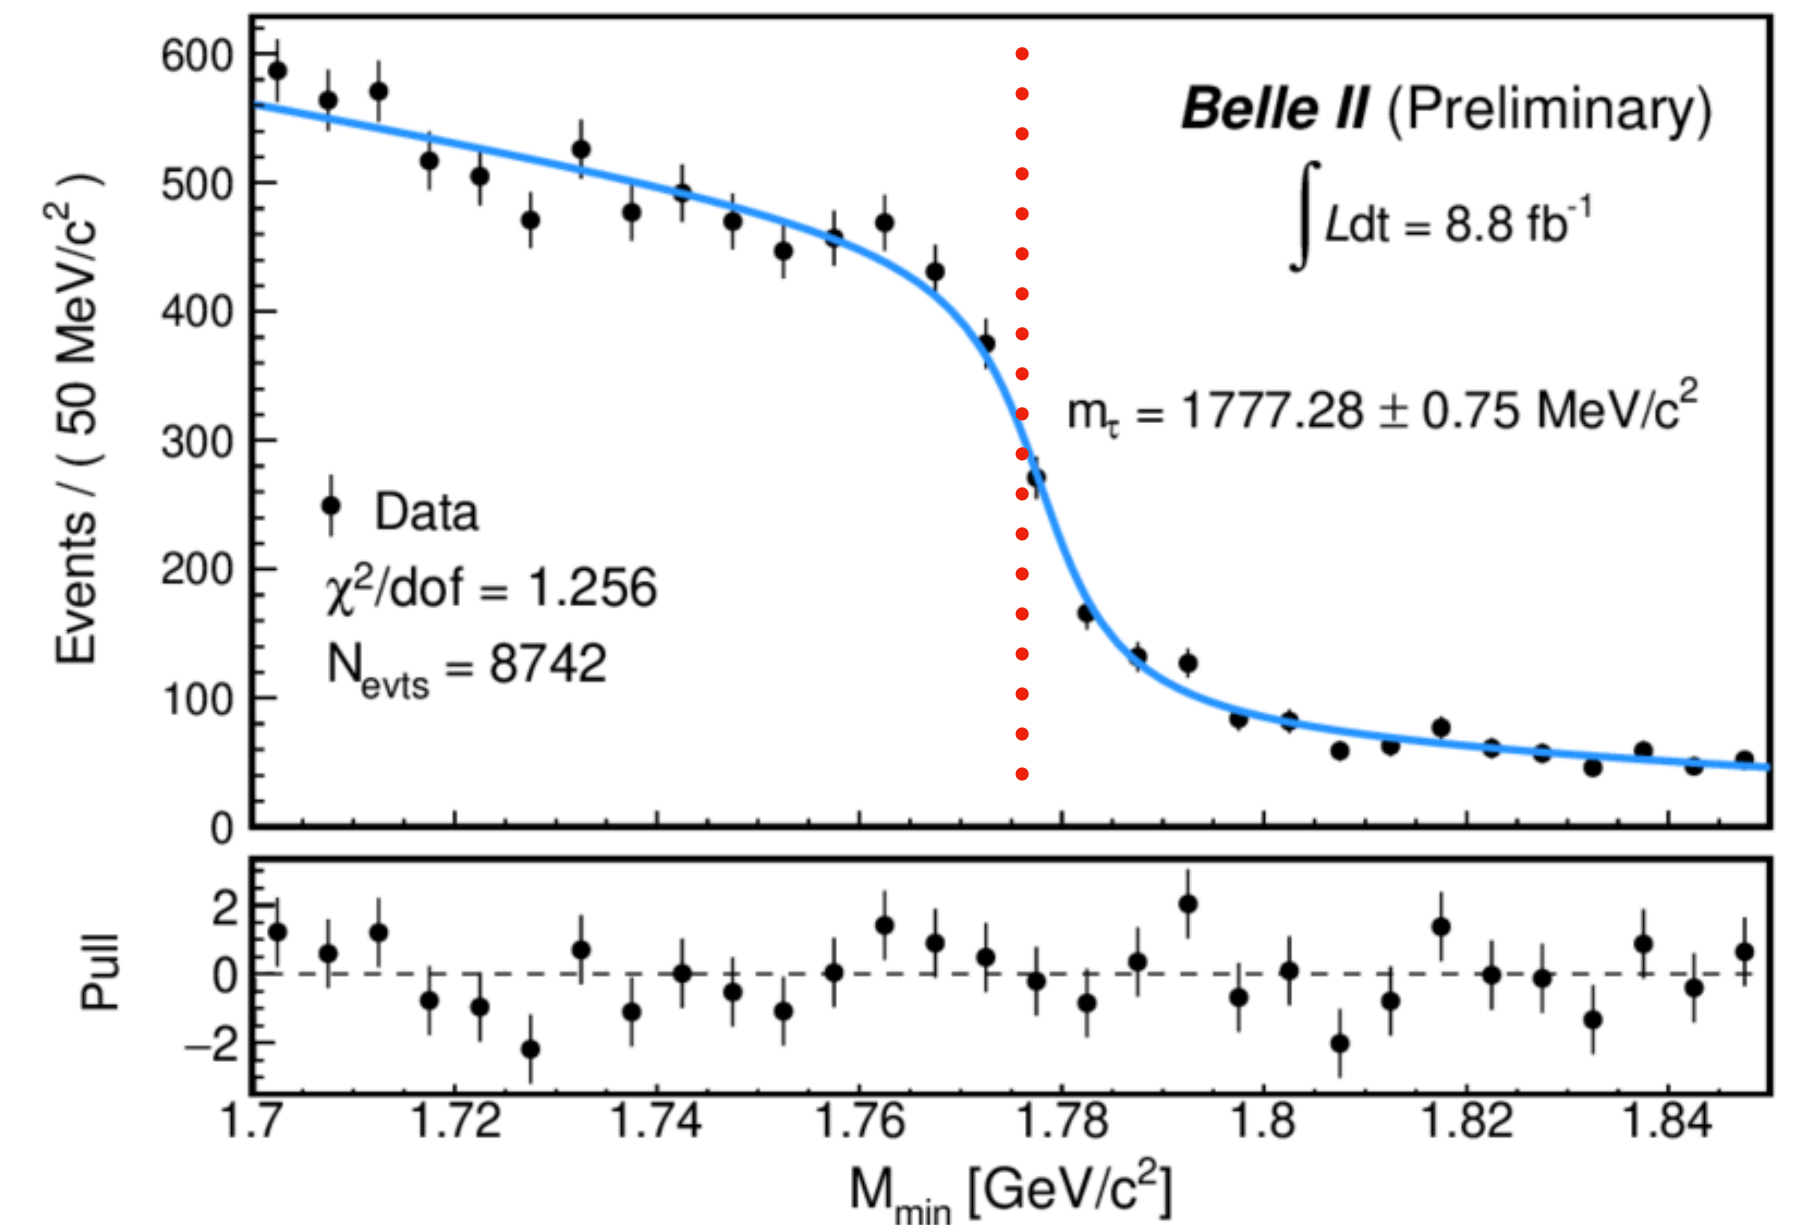 Events / ( 50 MeV/c²)
600
500
400
300
200
100
0
Belle II (Preliminary)
∫Ldt = 8.8 fb⁻¹
mτ = 1777.28 ± 0.75 MeV/c²
Data
χ²/dof = 1.256
Nevts = 8742
Pull
2
0
−2
1.7 1.72 1.74 1.76 1.78 1.8 1.82 1.84
Mmin [GeV/c²]